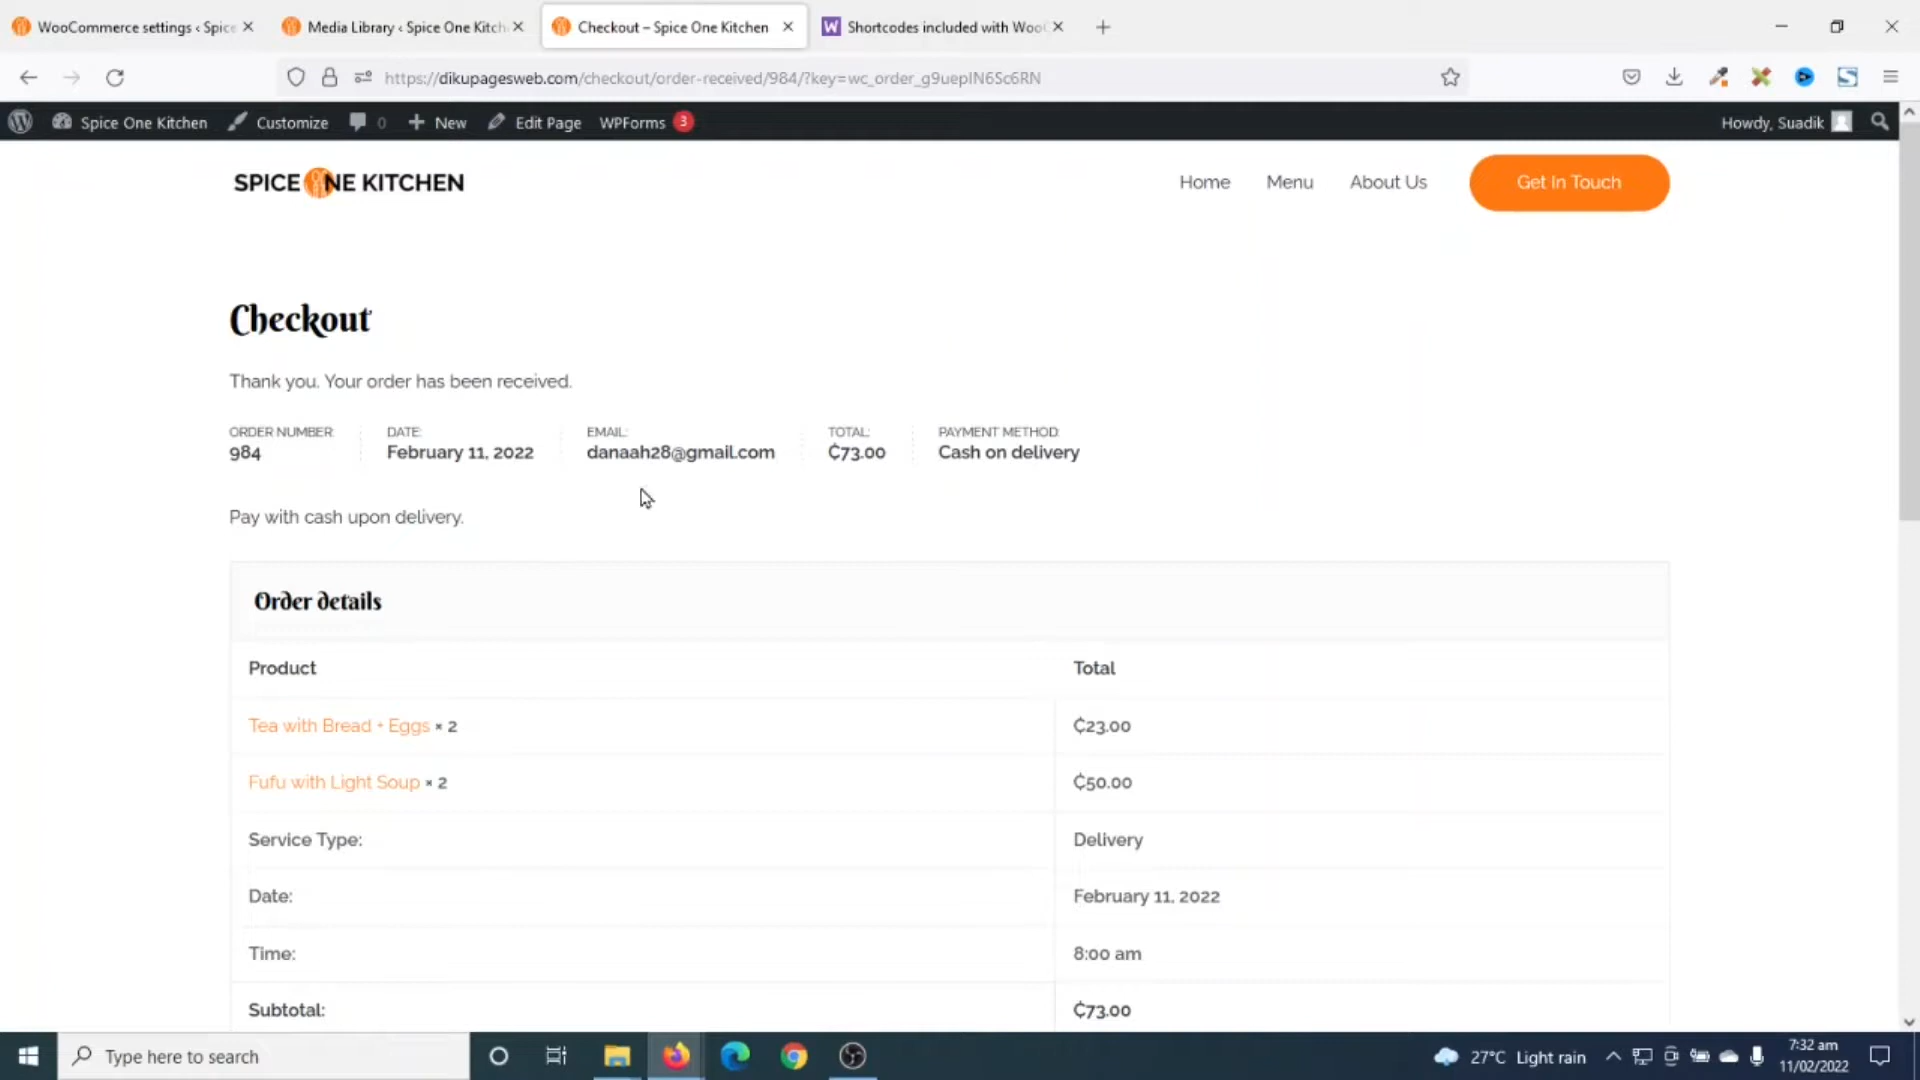 WooCommerce settings ‹ Spice
Media Library ‹ Spice One Kitch
Checkout – Spice One Kitchen
Shortcodes included with Woo
https://dikupagesweb.com/checkout/order-received/984/?key=wc_order_g9uepIN6Sc6RN
Spice One Kitchen
Customize
0
New
Edit Page
WPForms 3
Howdy, Suadik
SPICE ONE KITCHEN
Home
Menu
About Us
Get In Touch
Checkout
Thank you. Your order has been received.
ORDER NUMBER:
984
DATE:
February 11, 2022
EMAIL:
danaah28@gmail.com
TOTAL:
₵73.00
PAYMENT METHOD:
Cash on delivery
Pay with cash upon delivery.
Order details
Product Total
Tea with Bread + Eggs × 2 ₵23.00
Fufu with Light Soup × 2 ₵50.00
Service Type: Delivery
Date: February 11, 2022
Time: 8:00 am
Subtotal: ₵73.00
Type here to search
27°C Light rain
7:32 am
11/02/2022